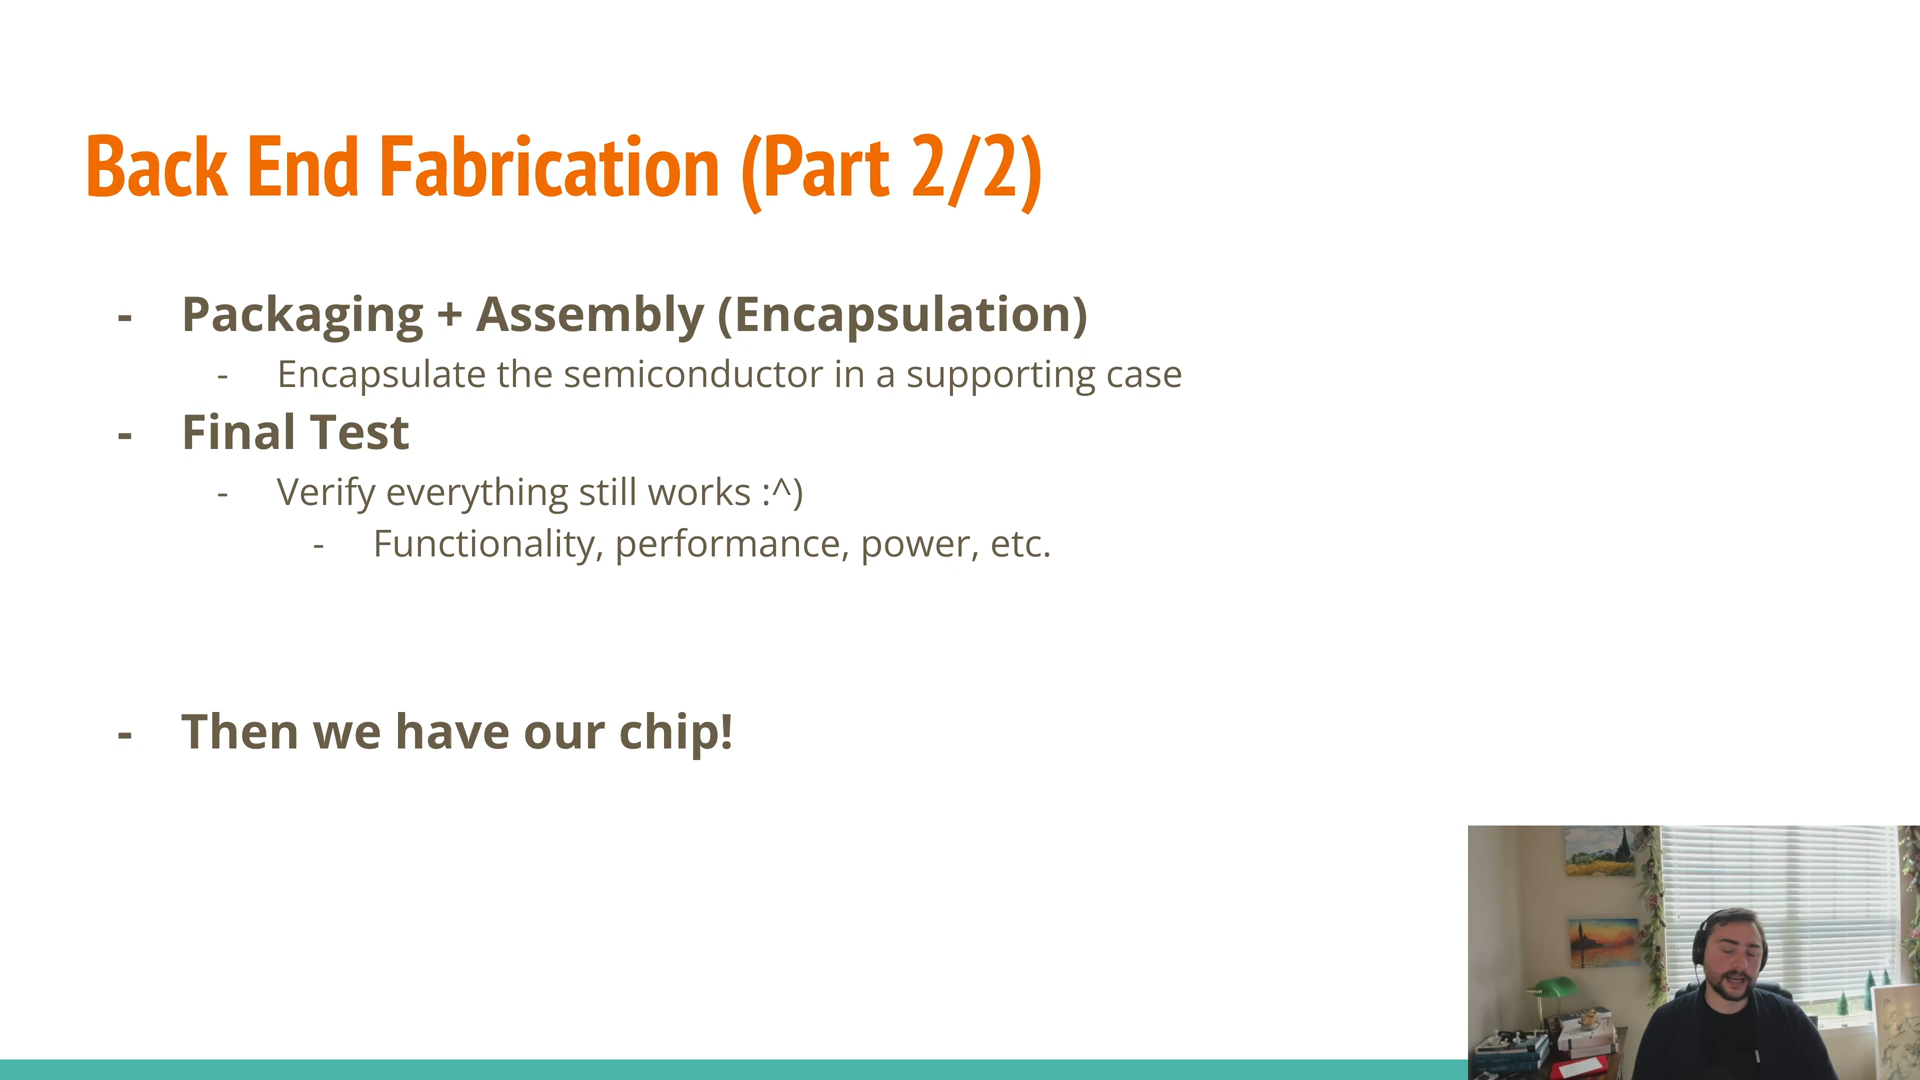 Back End Fabrication (Part 2/2)
- Packaging + Assembly (Encapsulation)
- Encapsulate the semiconductor in a supporting case
- Final Test
- Verify everything still works :^)
- Functionality, performance, power, etc.
- Then we have our chip!